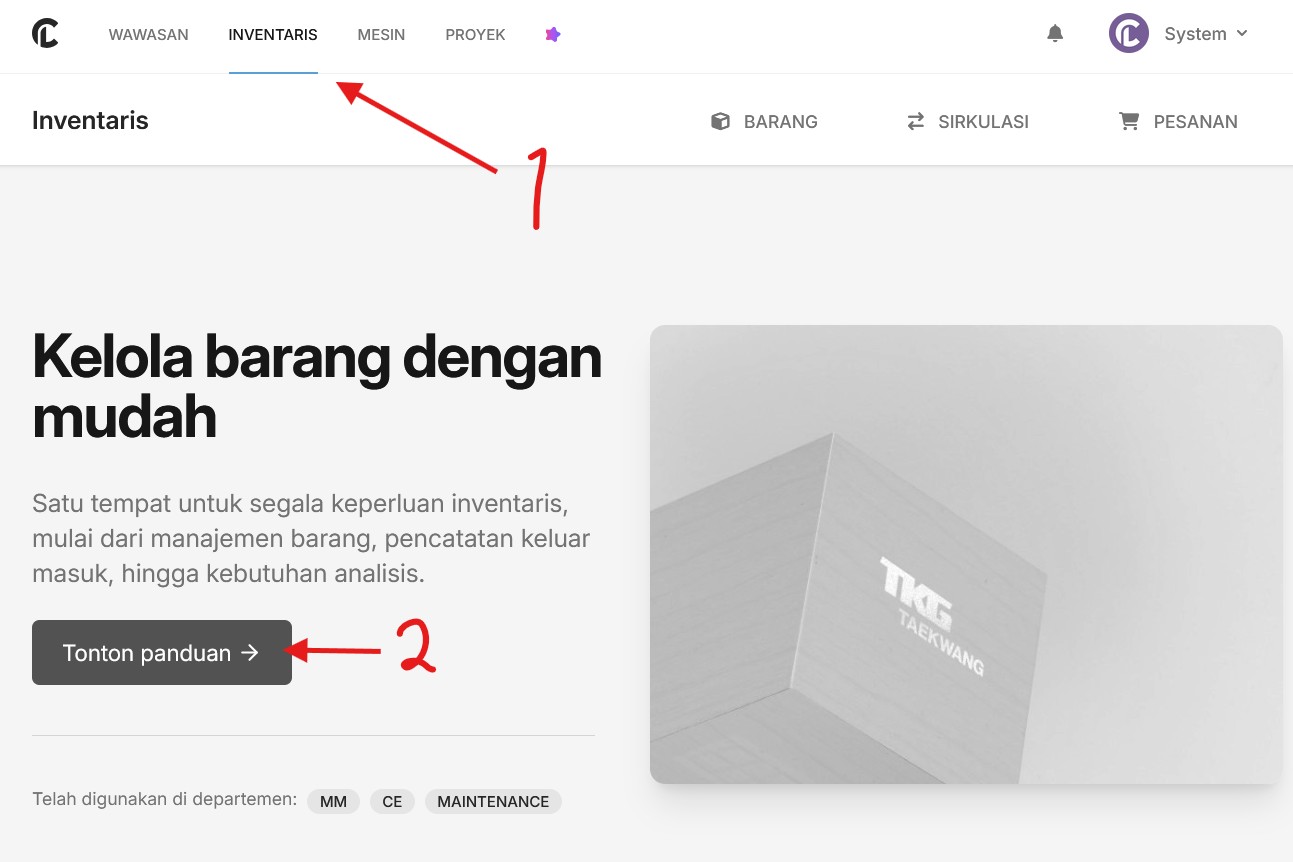 WAWASAN INVENTARIS MESIN PROYEK System
Inventaris BARANG SIRKULASI PESANAN
1
Kelola barang dengan
mudah
Satu tempat untuk segala keperluan inventaris,
mulai dari manajemen barang, pencatatan keluar
masuk, hingga kebutuhan analisis.
Tonton panduan →
2
Telah digunakan di departemen: MM CE MAINTENANCE
TKG
TAEKWANG